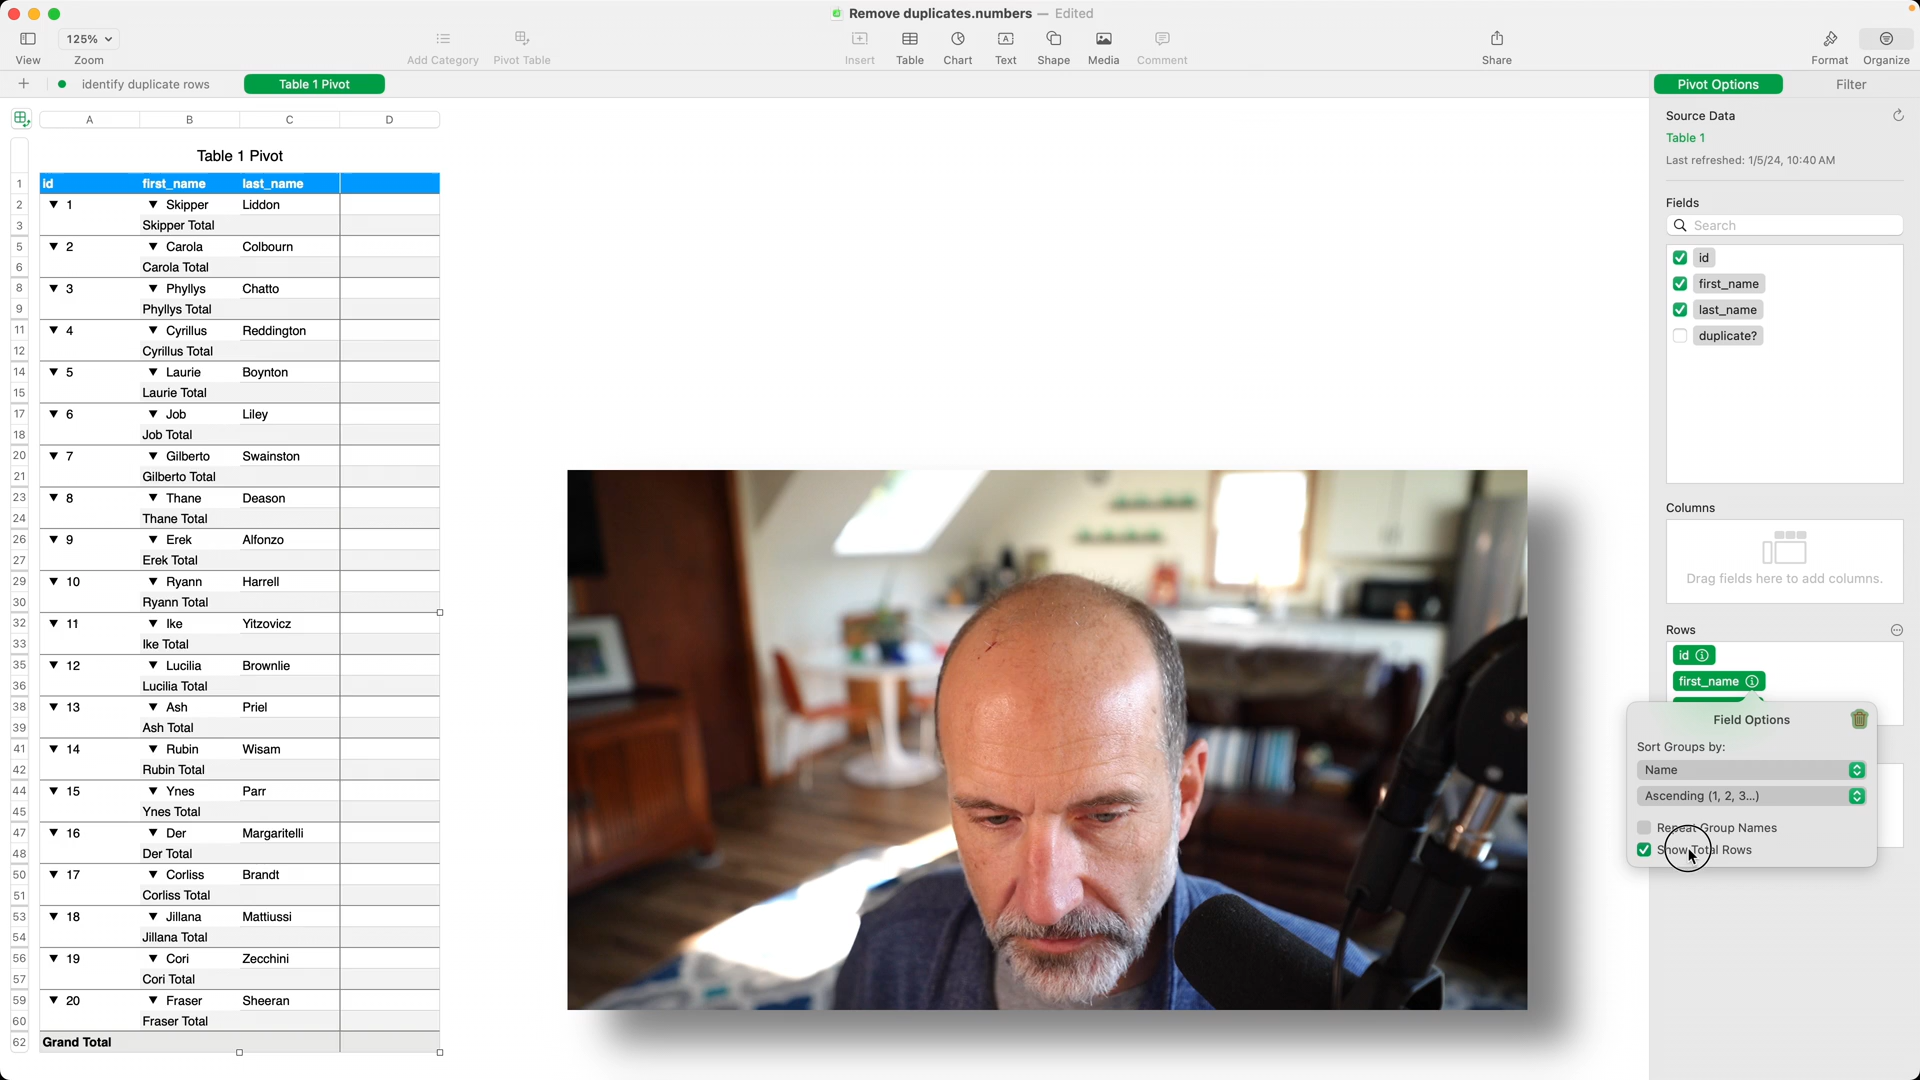 Remove duplicates.numbers — Edited
125%
View Zoom Add Category Pivot Table Insert Table Chart Text Shape Media Comment Share Format Organize
identify duplicate rows Table 1 Pivot Pivot Options Filter
A B C D
Table 1 Pivot
1 id first_name last_name
2 1 Skipper Liddon
3 Skipper Total
5 2 Carola Colbourn
6 Carola Total
8 3 Phyllys Chatto
9 Phyllys Total
11 4 Cyrillus Reddington
12 Cyrillus Total
14 5 Laurie Boynton
15 Laurie Total
17 6 Job Liley
18 Job Total
20 7 Gilberto Swainston
21 Gilberto Total
23 8 Thane Deason
24 Thane Total
26 9 Erek Alfonzo
27 Erek Total
29 10 Ryann Harrell
30 Ryann Total
32 11 Ike Yitzovicz
33 Ike Total
35 12 Lucilia Brownlie
36 Lucilia Total
38 13 Ash Priel
39 Ash Total
41 14 Rubin Wisam
42 Rubin Total
44 15 Ynes Parr
45 Ynes Total
47 16 Der Margaritelli
48 Der Total
50 17 Corliss Brandt
51 Corliss Total
53 18 Jillana Mattiussi
54 Jillana Total
56 19 Cori Zecchini
57 Cori Total
59 20 Fraser Sheeran
60 Fraser Total
62 Grand Total
Source Data
Table 1
Last refreshed: 1/5/24, 10:40 AM
Fields
Search
id
first_name
last_name
duplicate?
Columns
Drag fields here to add columns.
Rows
id
first_name
Field Options
Sort Groups by:
Name
Ascending (1, 2, 3...)
Repeat Group Names
Show Total Rows